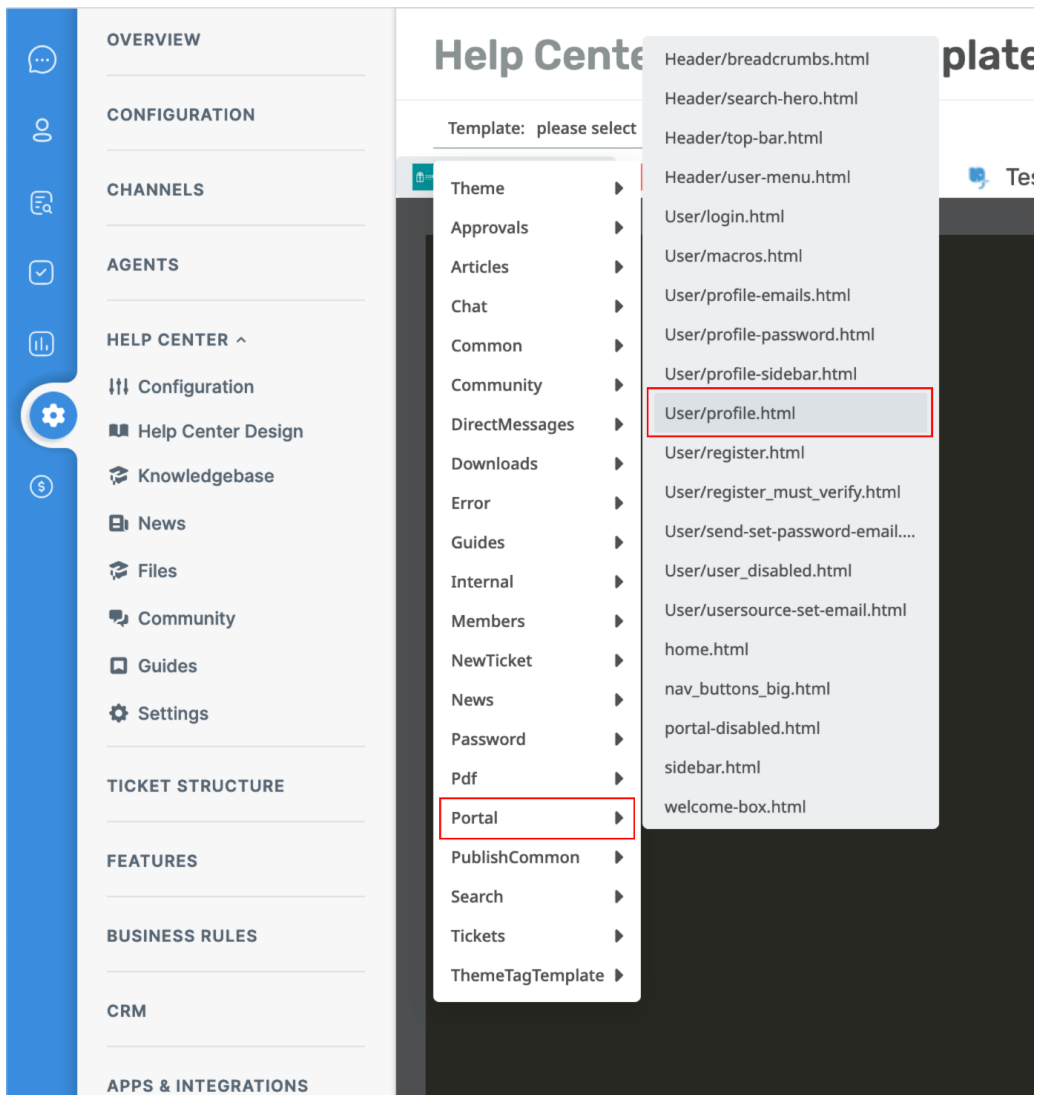 OVERVIEW
CONFIGURATION
CHANNELS
AGENTS
HELP CENTER
Configuration
Help Center Design
Knowledgebase
News
Files
Community
Guides
Settings
TICKET STRUCTURE
FEATURES
BUSINESS RULES
CRM
APPS & INTEGRATIONS
Help Cente
plate
Template: please select
Tes
Theme
Approvals
Articles
Chat
Common
Community
DirectMessages
Downloads
Error
Guides
Internal
Members
NewTicket
News
Password
Pdf
Portal
PublishCommon
Search
Tickets
ThemeTagTemplate
Header/breadcrumbs.html
Header/search-hero.html
Header/top-bar.html
Header/user-menu.html
User/login.html
User/macros.html
User/profile-emails.html
User/profile-password.html
User/profile-sidebar.html
User/profile.html
User/register.html
User/register_must_verify.html
User/send-set-password-email....
User/user_disabled.html
User/usersource-set-email.html
home.html
nav_buttons_big.html
portal-disabled.html
sidebar.html
welcome-box.html